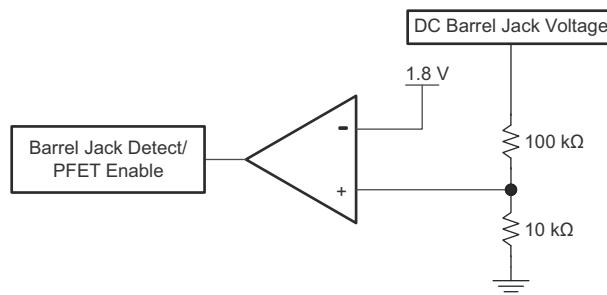 DC Barrel Jack Voltage
1.8 V
Barrel Jack Detect/
PFET Enable
-
+
100 kΩ
10 kΩ